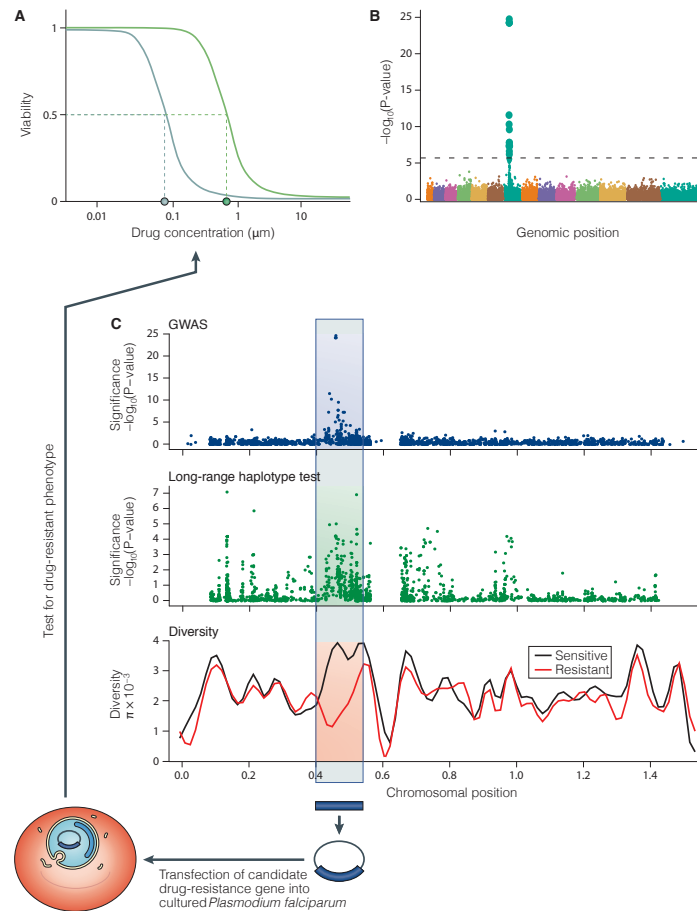 A
1
0.5
0
Viability
0.01
0.1
1
10
Drug concentration (μm)
B
25
20
15
10
5
0
–log10(P-value)
Genomic position
C
GWAS
25
20
15
10
5
0
Significance
–log10(P–value)
Long-range haplotype test
7
6
5
4
3
2
1
0
Significance
–log10(P–value)
Diversity
4
3
2
1
0
Diversity
π × 10–3
Sensitive
Resistant
0.0
0.2
0.4
0.6
0.8
1.0
1.2
1.4
Chromosomal position
Test for drug-resistant phenotype
Transfection of candidate
drug-resistance gene into
cultured Plasmodium falciparum